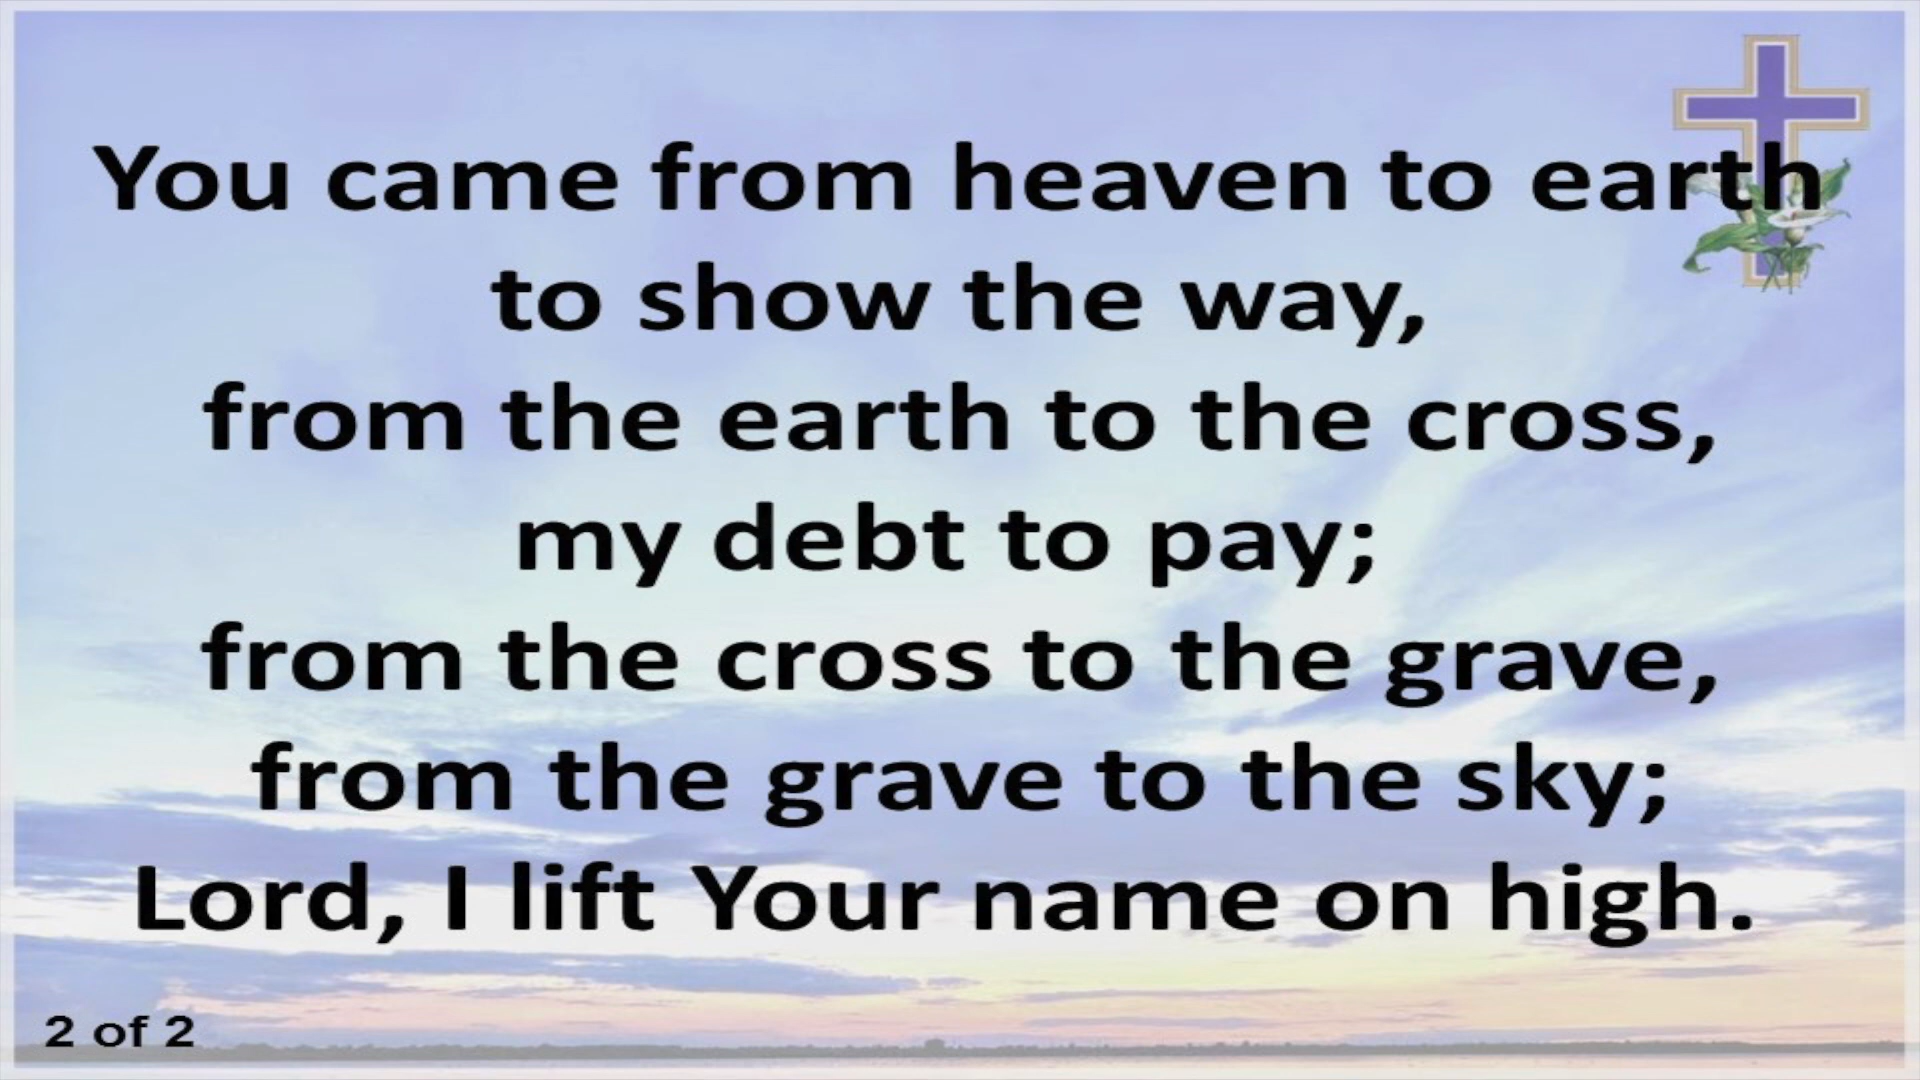 You came from heaven to earth
to show the way,
from the earth to the cross,
my debt to pay;
from the cross to the grave,
from the grave to the sky;
Lord, I lift Your name on high.
2 of 2